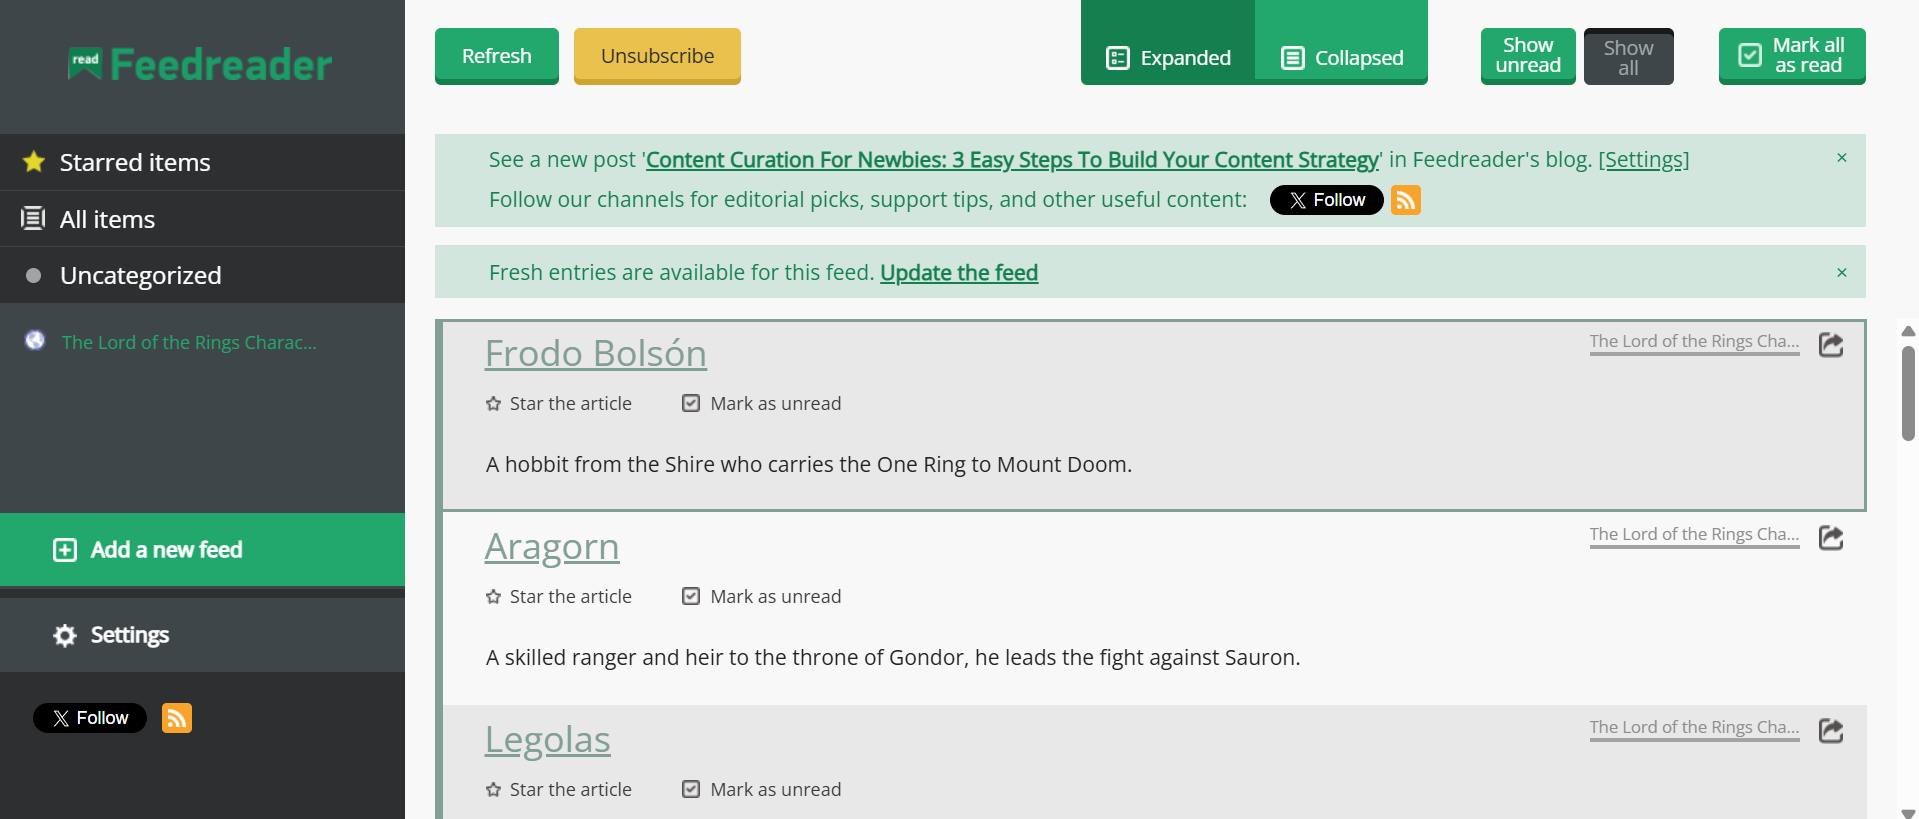 read Feedreader
Starred items
All items
Uncategorized
The Lord of the Rings Charac...
Add a new feed
Settings
X Follow
Refresh
Unsubscribe
Expanded
Collapsed
Show
unread
Show
all
Mark all
as read
See a new post 'Content Curation For Newbies: 3 Easy Steps To Build Your Content Strategy' in Feedreader's blog. [Settings] ×
Follow our channels for editorial picks, support tips, and other useful content: X Follow
Fresh entries are available for this feed. Update the feed ×
Frodo Bolsón
The Lord of the Rings Cha...
Star the article
Mark as unread
A hobbit from the Shire who carries the One Ring to Mount Doom.
Aragorn
The Lord of the Rings Cha...
Star the article
Mark as unread
A skilled ranger and heir to the throne of Gondor, he leads the fight against Sauron.
Legolas
The Lord of the Rings Cha...
Star the article
Mark as unread